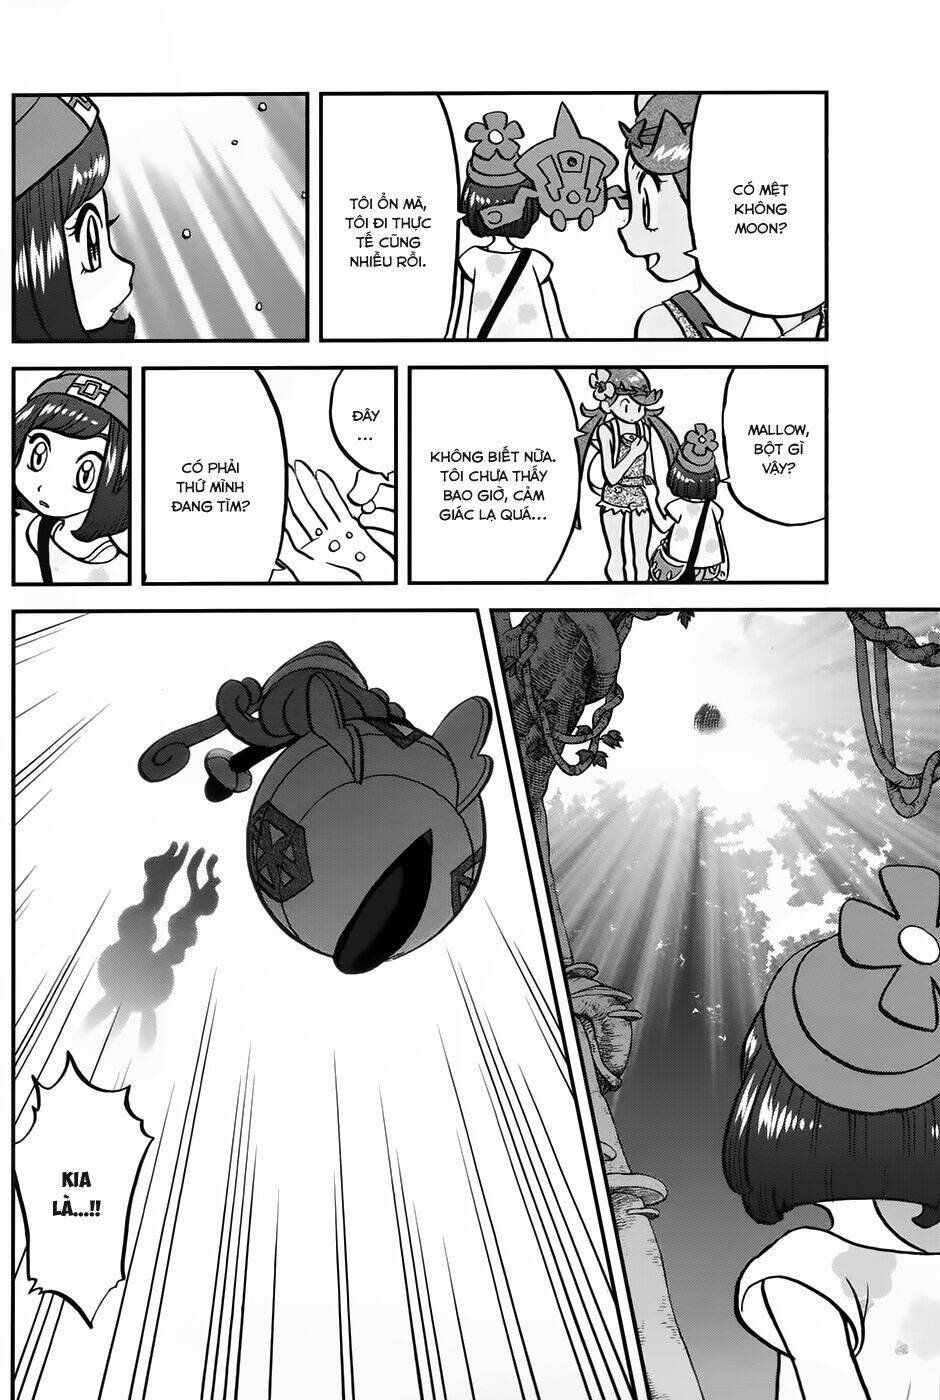 CÓ MỆT
KHÔNG
MOON?
TÔI ỔN MÀ,
TÔI ĐI THỰC
TẾ CŨNG
NHIỀU RỒI.
MALLOW,
BỘT GÌ
VẬY?
KHÔNG BIẾT NỮA.
TÔI CHƯA THẤY
BAO GIỜ, CẢM
GIÁC LẠ QUÁ...
ĐÂY
...
CÓ PHẢI
THỨ MÌNH
ĐANG TÌM?
KIA
LÀ...!!